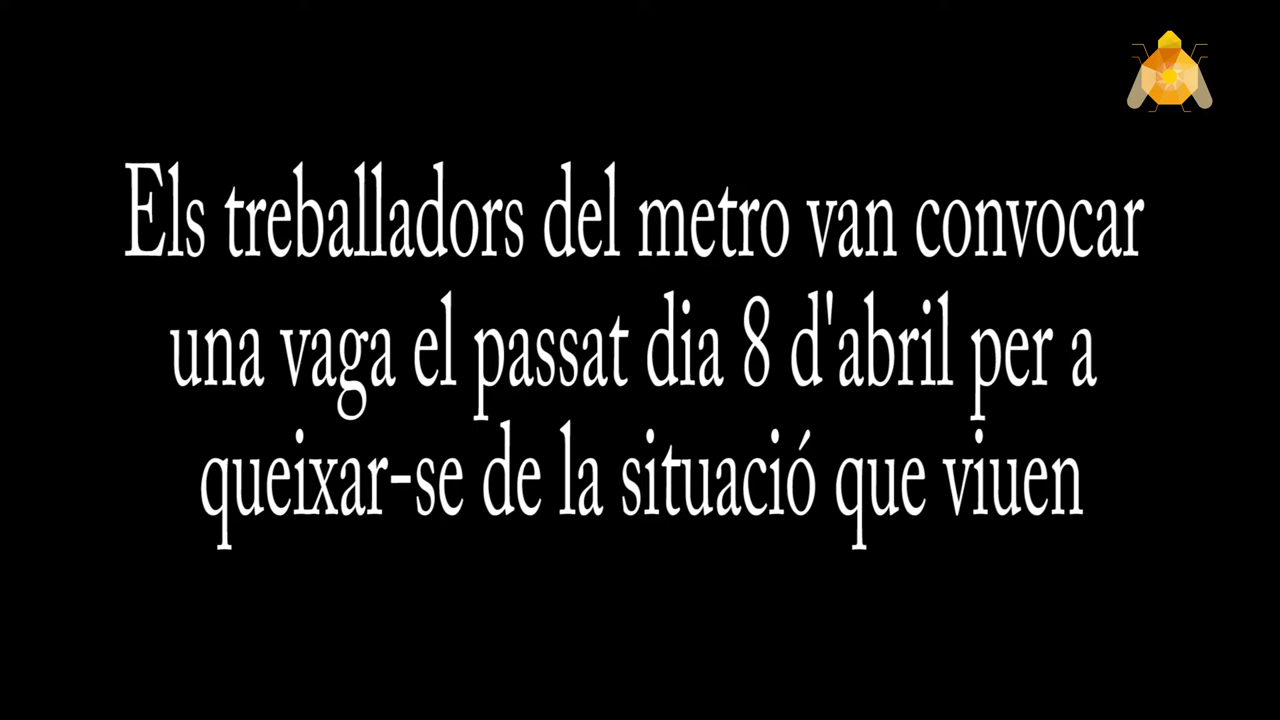 Els treballadors del metro van convocar
una vaga el passat dia 8 d'abril per a
queixar-se de la situació que viuen